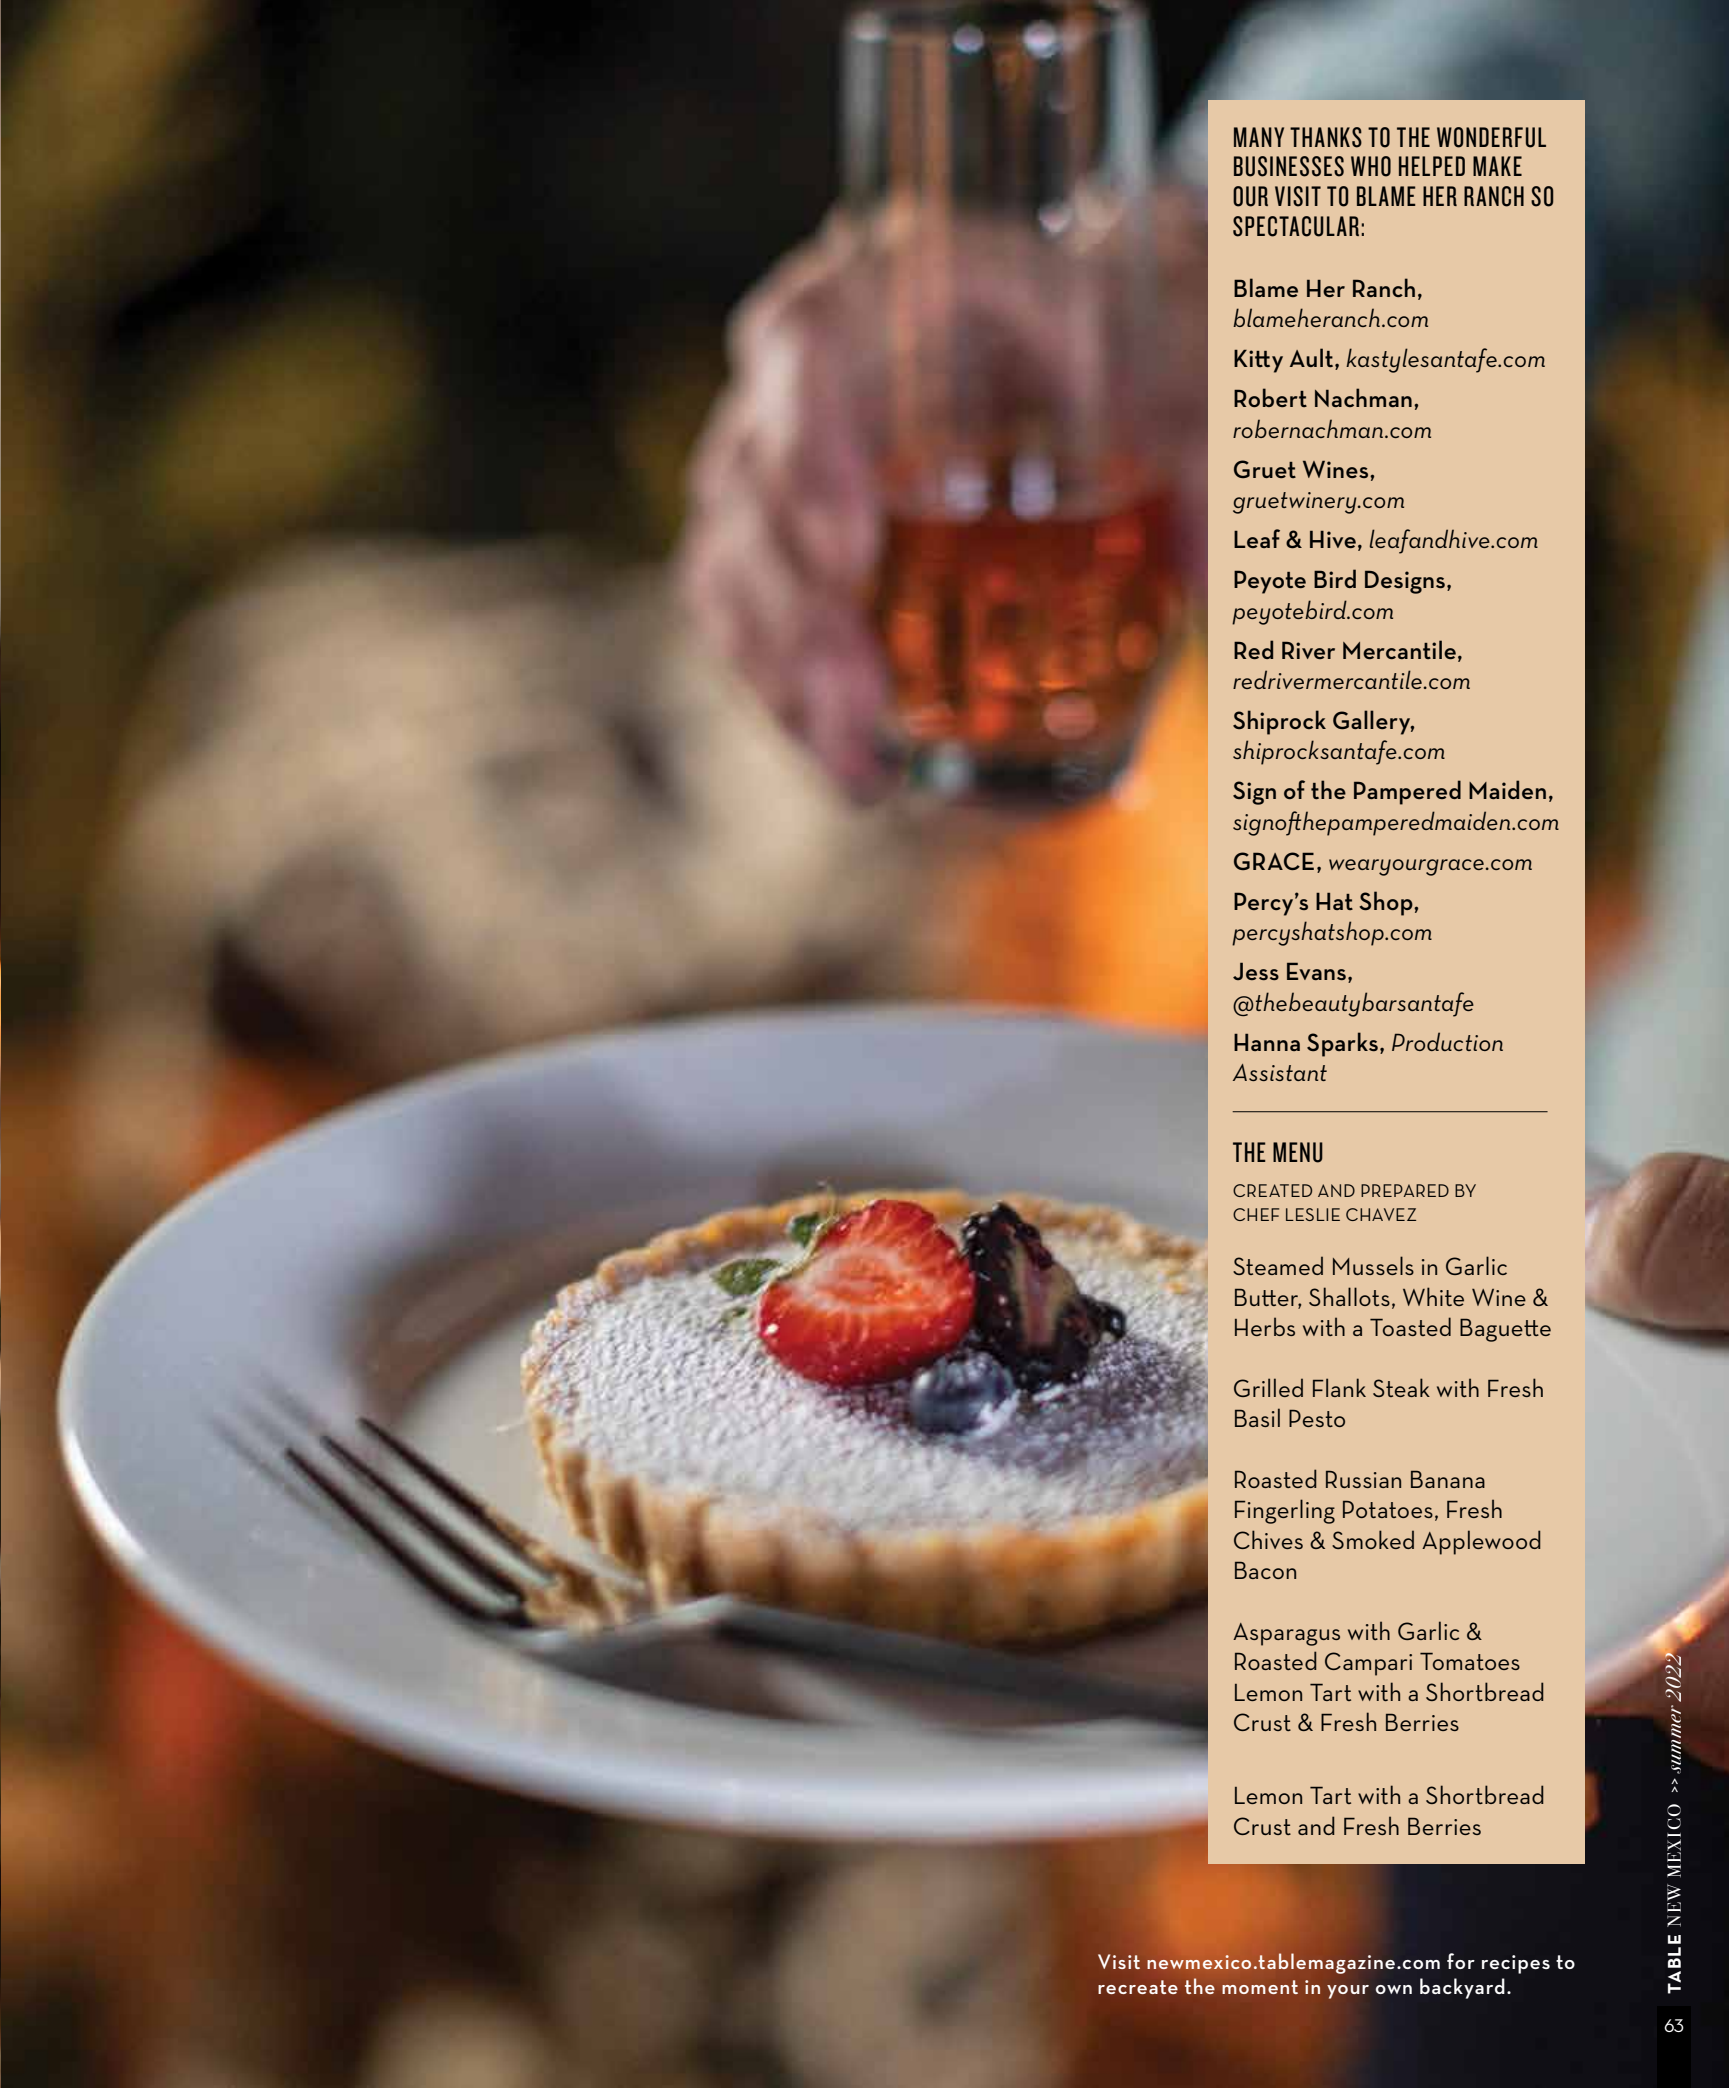 MANY THANKS TO THE WONDERFUL
BUSINESSES WHO HELPED MAKE
OUR VISIT TO BLAME HER RANCH SO
SPECTACULAR:
Blame Her Ranch,
blameheranch.com
Kitty Ault, kastylesantafe.com
Robert Nachman,
robernachman.com
Gruet Wines,
gruetwinery.com
Leaf & Hive, leafandhive.com
Peyote Bird Designs,
peyotebird.com
Red River Mercantile,
redrivermercantile.com
Shiprock Gallery,
shiprocksantafe.com
Sign of the Pampered Maiden,
signofthepamperedmaiden.com
GRACE, wearyourgrace.com
Percy's Hat Shop,
percyshatshop.com
Jess Evans,
@thebeautybarsantafe
Hanna Sparks, Production
Assistant
THE MENU
CREATED AND PREPARED BY
CHEF LESLIE CHAVEZ
Steamed Mussels in Garlic
Butter, Shallots, White Wine &
Herbs with a Toasted Baguette
Grilled Flank Steak with Fresh
Basil Pesto
Roasted Russian Banana
Fingerling Potatoes, Fresh
Chives & Smoked Applewood
Bacon
Asparagus with Garlic &
Roasted Campari Tomatoes
Lemon Tart with a Shortbread
Crust & Fresh Berries
Lemon Tart with a Shortbread
Crust and Fresh Berries
Visit newmexico.tablemagazine.com for recipes to
recreate the moment in your own backyard.
TABLE NEW MEXICO >> summer 2022
63